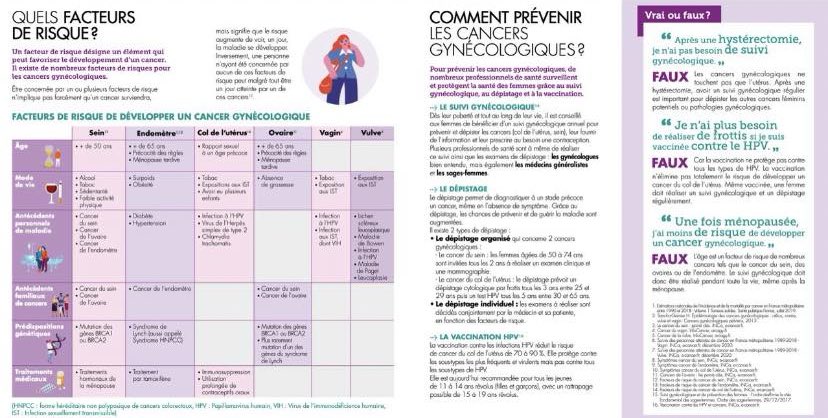 QUELS FACTEURS
DE RISQUE ?
Un facteur de risque désigne un élément qui
peut favoriser le développement d'un cancer.
Il existe de nombreux facteurs de risques pour
les cancers gynécologiques.
Être concernée par un ou plusieurs facteurs de risque
n'implique pas forcément qu'un cancer surviendra,
mais signifie que le risque
augmente de voir, un jour,
la maladie se développer.
Inversement, une personne
n'ayant été concernée par
aucun de ces facteurs de
risque peut malgré tout être
un jour atteinte par un de
ces cancers
FACTEURS DE RISQUE DE DÉVELOPPER UN CANCER GYNÉCOLOGIQUE
Sein Endomètre Col de l'utérus Ovaire Vagin Vulve
Age
+ de 50 ans
+ de 65 ans
Précocité des règles
Ménopause tardive
Rapport sexuel
à un âge précoce
+ de 65 ans
Précocité des règles
Ménopause
tardive
Mode
de vie
Alcool
Tabac
Sédentarité
Faible activité
physique
Surpoids
Obésité
Tabac
Expositions aux IST
Avoir eu plusieurs
enfants
Absence
de grossesse
Tabac
Exposition
aux IST
Exposition
aux IST
Antécédents
personnels
de maladie
Cancer
du sein
Cancer
de l'ovaire
Cancer
de l'endomètre
Diabète
Hypertension
Infection à l'HPV
Virus de l'Herpès
simplex de type 2
Chlamydia
trachomatis
Infection
à l'HPV
Infection
aux IST,
dont VIH
Lichen
scléreux
Maladie
de Bowen
Infection
à l'HPV
Maladie
de Paget
Leucoplasie
Antécédents
familiaux
de cancers
Cancer du sein
Cancer
de l'ovaire
Cancer de l'endomètre
Cancer du sein
Cancer de l'ovaire
Prédispositions
génétiques
Mutation des
gènes BRCA1
ou BRCA2
Syndrome de
Lynch (aussi appelé
Syndrome HNPCC)
Mutation des gènes
BRCA1 ou BRCA2
Plus rarement
mutation d'un des
gènes du syndrome
de Lynch
Traitements
médicaux
Traitements
hormonaux de
la ménopause
Traitement
par tamoxifène
Immunosuppression
Utilisation
prolongée de
contraceptifs oraux
(HNPCC : forme héréditaire non polyposique de cancers colorectaux, HPV : Papillomavirus humain, VIH : Virus de l'immunodéficience humaine,
IST : Infection sexuellement transmissible)
COMMENT PRÉVENIR
LES CANCERS
GYNÉCOLOGIQUES ?
Pour prévenir les cancers gynécologiques, de
nombreux professionnels de santé surveillent
et protègent la santé des femmes grâce au suivi
gynécologique, au dépistage et à la vaccination.
LE SUIVI GYNÉCOLOGIQUE
Dès leur puberté et tout au long de leur vie, il est conseillé
aux femmes de bénéficier d'un suivi gynécologique annuel pour
prévenir et dépister les cancers (col de l'utérus, sein), leur fournir
de l'information et leur prescrire au besoin une contraception.
Plusieurs professionnels de santé sont à même de réaliser
ce suivi ainsi que les examens de dépistage : les gynécologues
bien entendu, mais également les médecins généralistes
et les sages-femmes.
LE DÉPISTAGE
Le dépistage permet de diagnostiquer à un stade précoce
un cancer, même en l'absence de symptôme. Grâce au
dépistage, les chances de prévenir et de guérir la maladie sont
augmentées.
Il existe 2 types de dépistage :
• Le dépistage organisé qui concerne 2 cancers
gynécologiques :
- Le cancer du sein : les femmes âgées de 50 à 74 ans
sont invitées tous les 2 ans à réaliser un examen clinique et
une mammographie.
- Le cancer du col de l'utérus : le dépistage prévoit un
dépistage cytologique par frottis tous les 3 ans entre 25 et
29 ans puis un test HPV tous les 5 ans entre 30 et 65 ans.
• Le dépistage individuel : les examens à réaliser sont
décidés conjointement par le médecin et sa patiente,
en fonction des facteurs de risque.
LA VACCINATION HPV
La vaccination contre les infections HPV réduit le risque
de cancer du col de l'utérus de 70 à 90 %. Elle protège contre
les souches les plus fréquents et virulents mais pas contre tous
les souches de HPV.
Elle est aujourd'hui recommandée pour tous les jeunes
de 11 à 14 ans révolus (filles et garçons), avec un rattrapage
possible de 15 à 19 ans révolus.
Vrai ou faux ?
“ Après une hystérectomie,
je n'ai pas besoin de suivi
gynécologique. ”
FAUX Les cancers gynécologiques ne
touchent pas que l'utérus. Après une
hystérectomie, avoir un suivi gynécologique régulier
est important pour dépister les autres cancers féminins
potentiels ou pathologies gynécologiques.
“ Je n'ai plus besoin
de réaliser de frottis si je suis
vaccinée contre le HPV. ”
FAUX Car la vaccination ne protège pas contre
tous les types de HPV. La vaccination
n'élimine pas totalement le risque de développer un
cancer du col de l'utérus. Même vaccinée, une femme
doit réaliser un suivi gynécologique et un dépistage
régulièrement.
“ Une fois ménopausée,
j'ai moins de risque de développer
un cancer gynécologique. ”
FAUX L'âge est un facteur de risque de nombreux
cancers tels que le cancer du sein, des
ovaires ou de l'endomètre. Le suivi gynécologique doit
donc être réalisé pendant toute la vie, même après la
ménopause.